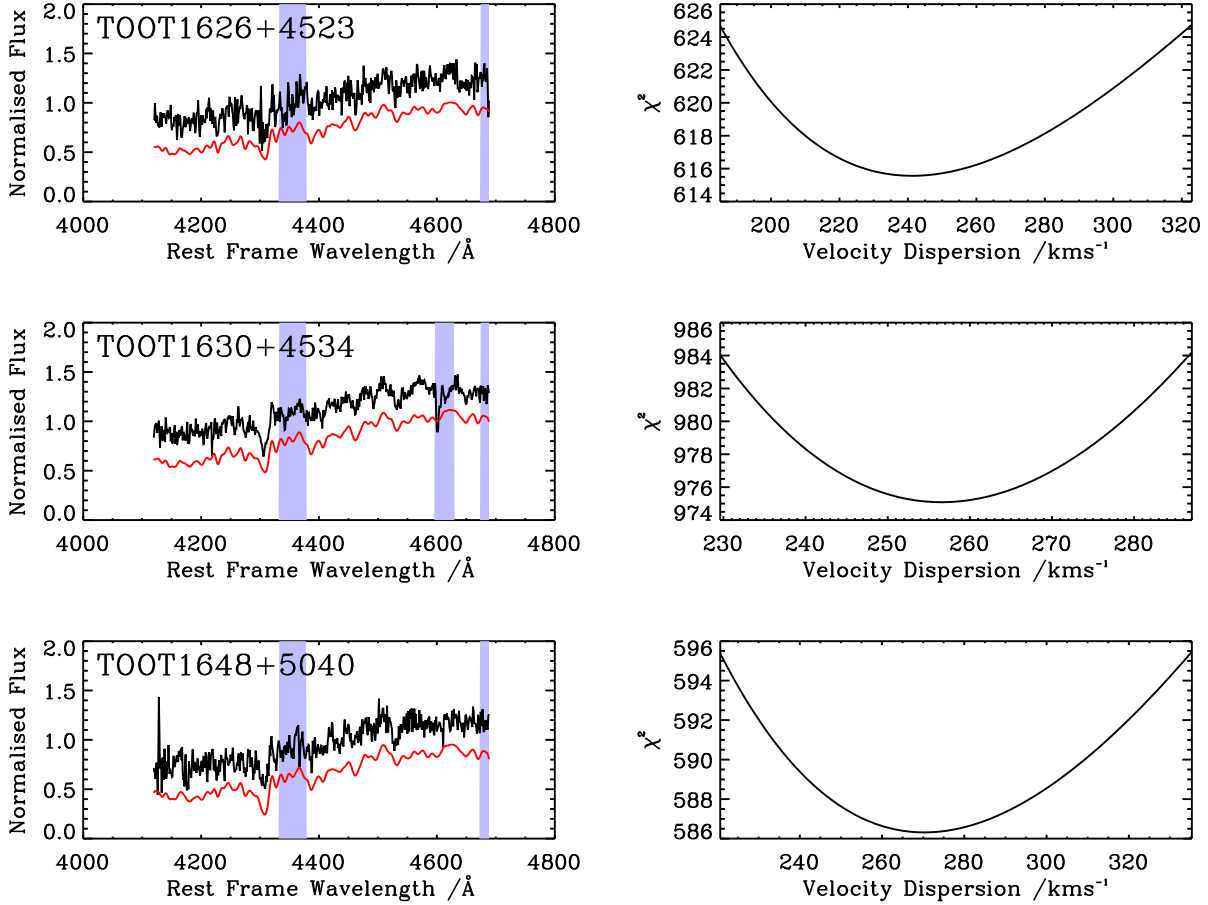 TOOT1626+4523
Normalised Flux
2.0
1.5
1.0
0.5
0.0
4000 4200 4400 4600 4800
Rest Frame Wavelength /Å
χ²
626
624
622
620
618
616
614
200 220 240 260 280 300 320
Velocity Dispersion /kms⁻¹
TOOT1630+4534
Normalised Flux
2.0
1.5
1.0
0.5
0.0
4000 4200 4400 4600 4800
Rest Frame Wavelength /Å
χ²
986
984
982
980
978
976
974
230 240 250 260 270 280
Velocity Dispersion /kms⁻¹
TOOT1648+5040
Normalised Flux
2.0
1.5
1.0
0.5
0.0
4000 4200 4400 4600 4800
Rest Frame Wavelength /Å
χ²
596
594
592
590
588
586
240 260 280 300 320
Velocity Dispersion /kms⁻¹